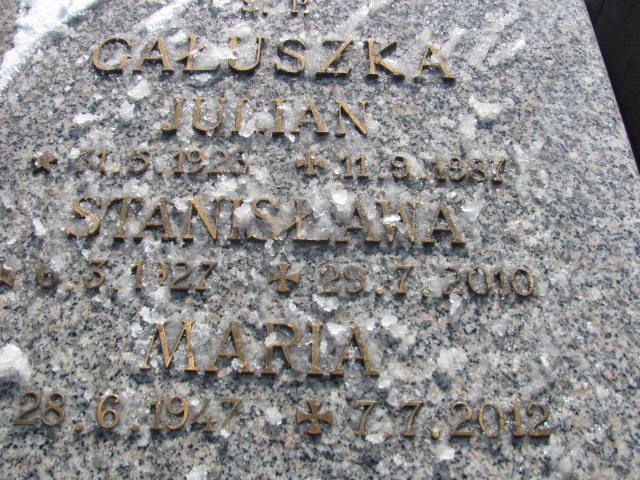 GAŁUSZKA
JULIAN
★ 31.5.1923 ✠ 11.9.1987
STANISŁAWA
★ 6.3.1927 ✠ 29.7.2010
MARIA
28.6.1947 ✠ 7.7.2012